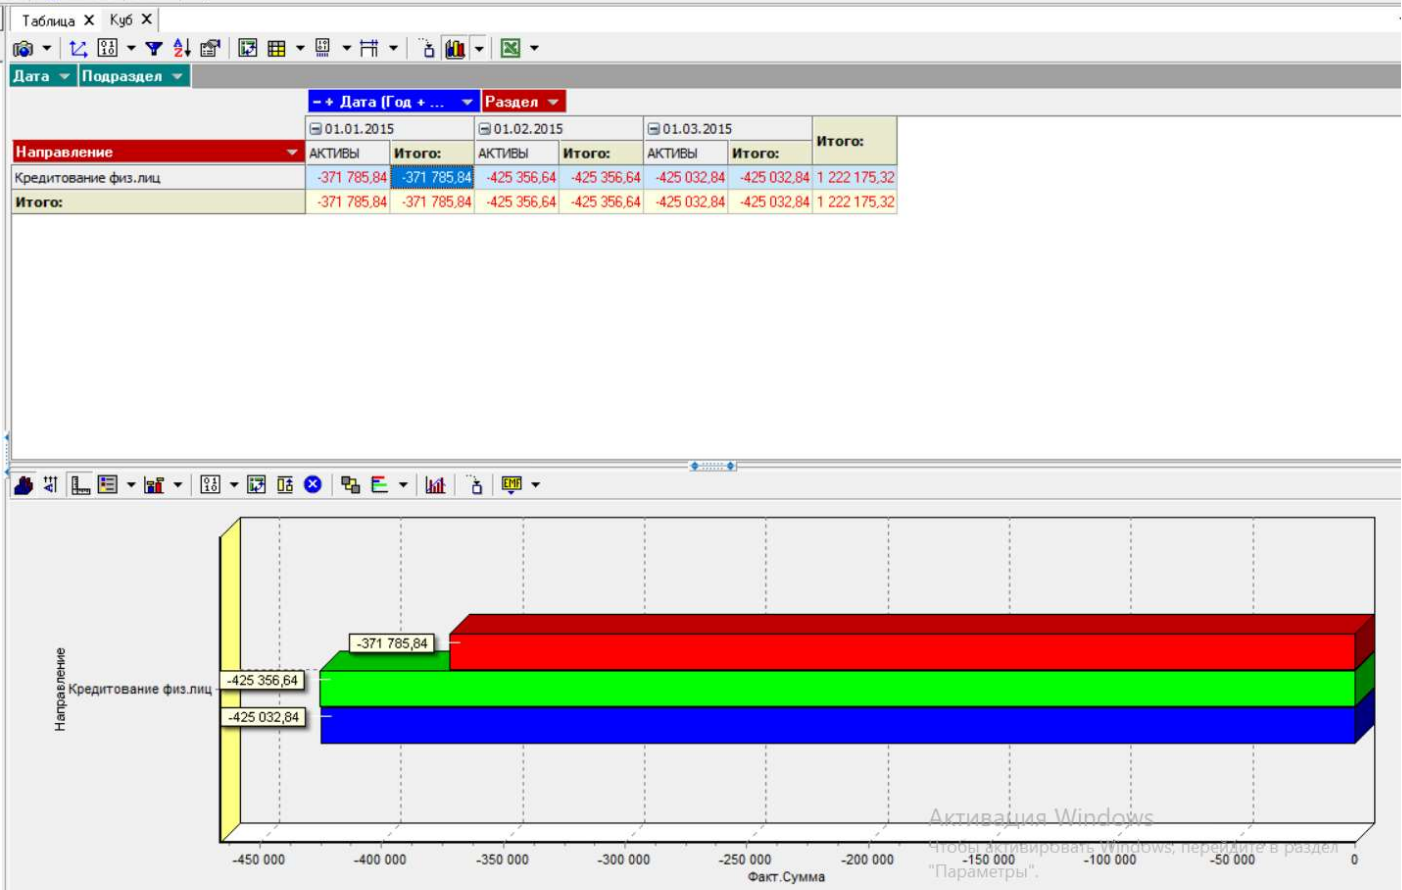 Таблица X Куб X
Дата Подраздел
- + Дата (Год + ... Раздел
01.01.2015 01.02.2015 01.03.2015 Итого:
Направление АКТИВЫ Итого: АКТИВЫ Итого: АКТИВЫ Итого:
Кредитование физ.лиц -371 785,84 -371 785,84 -425 356,64 -425 356,64 -425 032,84 -425 032,84 1 222 175,32
Итого: -371 785,84 -371 785,84 -425 356,64 -425 356,64 -425 032,84 -425 032,84 1 222 175,32
EMF
-371 785,84
-425 356,64
Направление
Кредитование физ.лиц
-425 032,84
Активация Windows
Чтобы активировать Windows, перейдите в раздел
"Параметры".
-450 000 -400 000 -350 000 -300 000 -250 000 -200 000 -150 000 -100 000 -50 000 0
Факт.Сумма